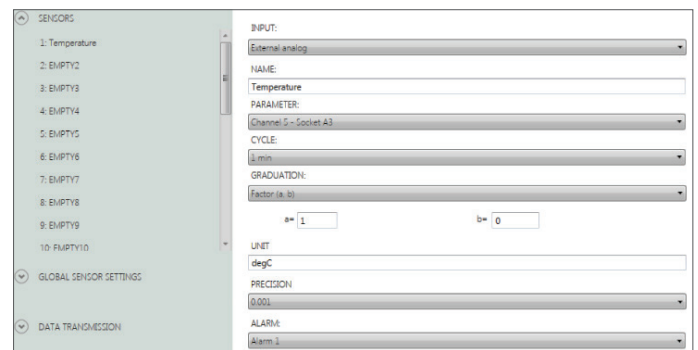 SENSORS
1: Temperature
2: EMPTY2
3: EMPTY3
4: EMPTY4
5: EMPTY5
6: EMPTY6
7: EMPTY7
8: EMPTY8
9: EMPTY9
10: EMPTY10
GLOBAL SENSOR SETTINGS
DATA TRANSMISSION
INPUT:
External analog
NAME:
Temperature
PARAMETER:
Channel 5 - Socket A3
CYCLE:
1 min
GRADUATION:
Factor (a, b)
a= 1 b= 0
UNIT
degC
PRECISION
0.001
ALARM:
Alarm 1